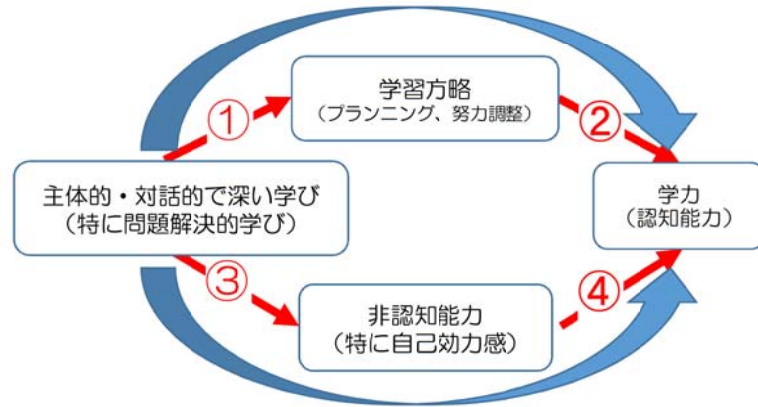 学習方略
（プランニング、努力調整）
①
②
主体的・対話的で深い学び
（特に問題解決的学び）
学力
（認知能力）
③
④
非認知能力
（特に自己効力感）